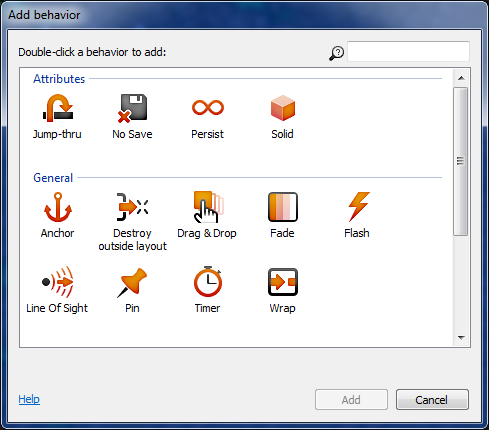 Add behavior
Double-click a behavior to add:
Attributes
Jump-thru No Save Persist Solid
General
Anchor Destroy outside layout Drag & Drop Fade Flash
Line Of Sight Pin Timer Wrap
Help Add Cancel